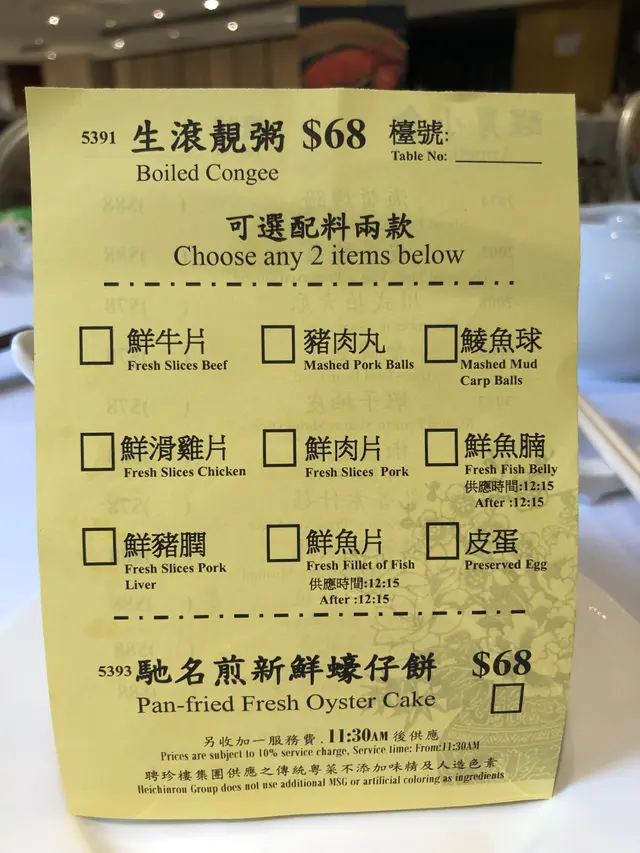 5391 生滾靚粥 $68 檯號:
Boiled Congee Table No:
可選配料兩款
Choose any 2 items below
鮮牛片 豬肉丸 鯪魚球
Fresh Slices Beef Mashed Pork Balls Mashed Mud
Carp Balls
鮮滑雞片 鮮肉片 鮮魚腩
Fresh Slices Chicken Fresh Slices Pork Fresh Fish Belly
供應時間:12:15
After :12:15
鮮豬膶 鮮魚片 皮蛋
Fresh Slices Pork Fresh Fillet of Fish Preserved Egg
Liver 供應時間:12:15
After :12:15
5393 馳名煎新鮮蠔仔餅 $68
Pan-fried Fresh Oyster Cake
另收加一服務費 . 11:30AM 後供應
Prices are subject to 10% service charge. Service time: From:11:30AM
聘珍樓集團供應之傳統粵菜不添加味精及人造色素
Heichinrou Group does not use additional MSG or artificial coloring as ingredients